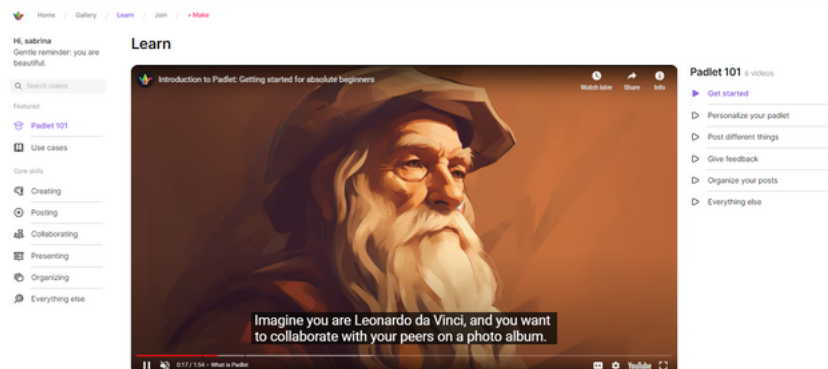 Home / Gallery / Learn / Join / + Make
Hi, sabrina
Gentle reminder: you are
beautiful.
Search videos
Featured
Padlet 101
Use cases
Core skills
Creating
Posting
Collaborating
Presenting
Organizing
Everything else
Learn
Introduction to Padlet: Getting started for absolute beginners
Watch later
Share
Info
Imagine you are Leonardo da Vinci, and you want
to collaborate with your peers on a photo album.
0:17 / 1:54 • What is Padlet
YouTube
Padlet 101 6 videos
Get started
Personalize your padlet
Post different things
Give feedback
Organize your posts
Everything else